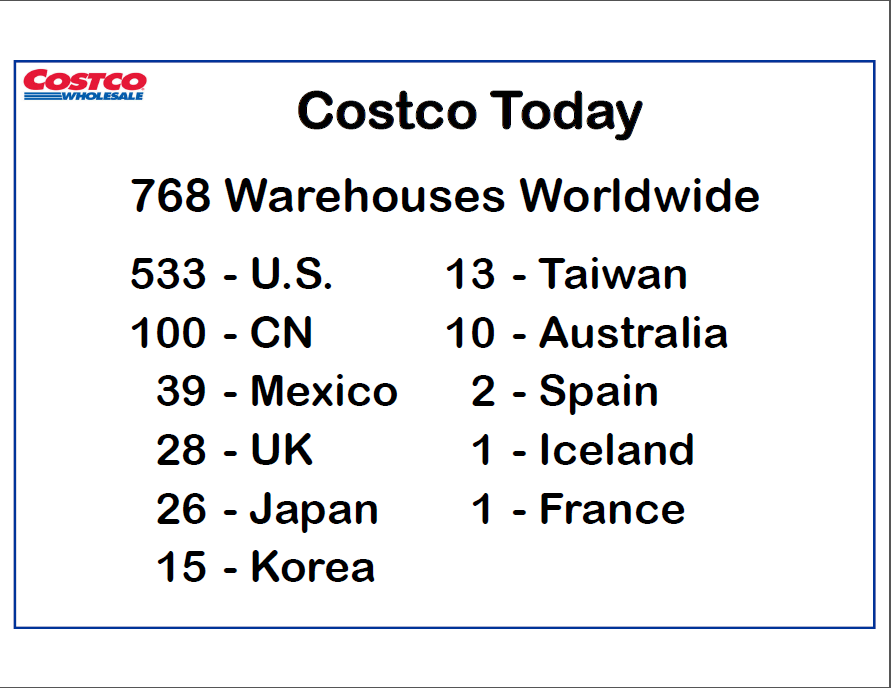 COSTCO
WHOLESALE
Costco Today
768 Warehouses Worldwide
533 - U.S.
100 - CN
39 - Mexico
28 - UK
26 - Japan
15 - Korea
13 - Taiwan
10 - Australia
2 - Spain
1 - Iceland
1 - France